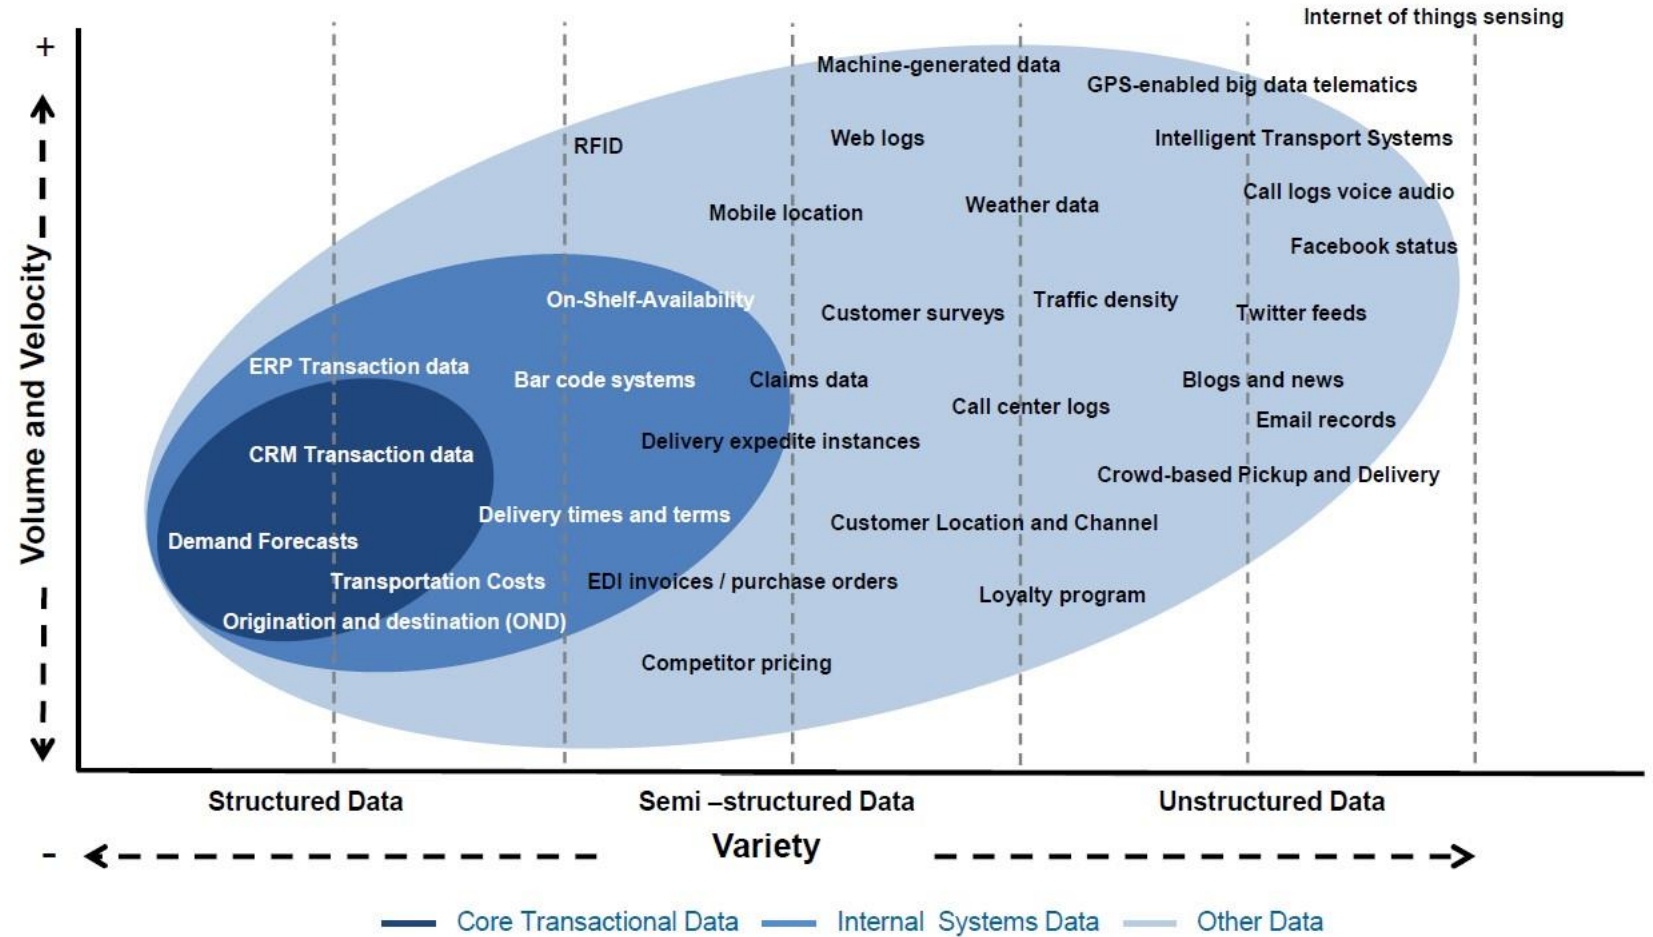 Internet of things sensing
+
Machine-generated data
GPS-enabled big data telematics
RFID
Web logs
Intelligent Transport Systems
Call logs voice audio
Mobile location
Weather data
Facebook status
On-Shelf-Availability
Customer surveys
Traffic density
Twitter feeds
ERP Transaction data
Bar code systems
Claims data
Blogs and news
Call center logs
Email records
Delivery expedite instances
CRM Transaction data
Crowd-based Pickup and Delivery
Delivery times and terms
Customer Location and Channel
Demand Forecasts
Transportation Costs
EDI invoices / purchase orders
Loyalty program
Origination and destination (OND)
Competitor pricing
Volume and Velocity
Structured Data
Semi –structured Data
Unstructured Data
-
Variety
Core Transactional Data
Internal Systems Data
Other Data